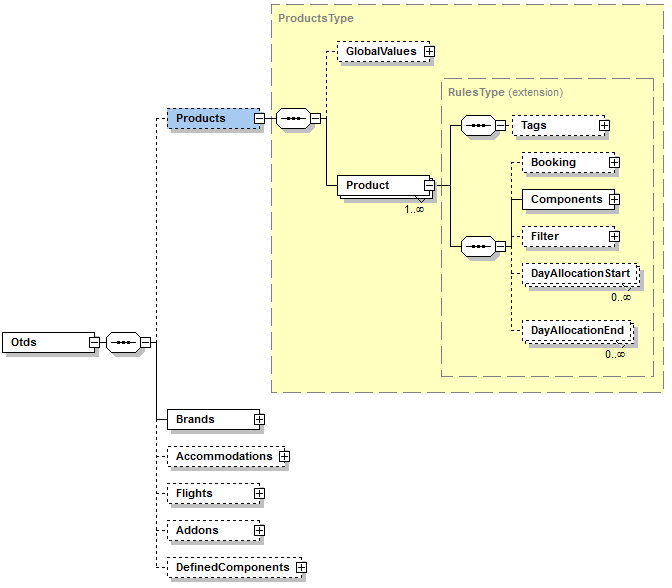 ProductsType
GlobalValues
RulesType (extension)
Products
Tags
Booking
Product
1..∞
Components
Filter
DayAllocationStart
0..∞
DayAllocationEnd
0..∞
Otds
Brands
Accommodations
Flights
Addons
DefinedComponents